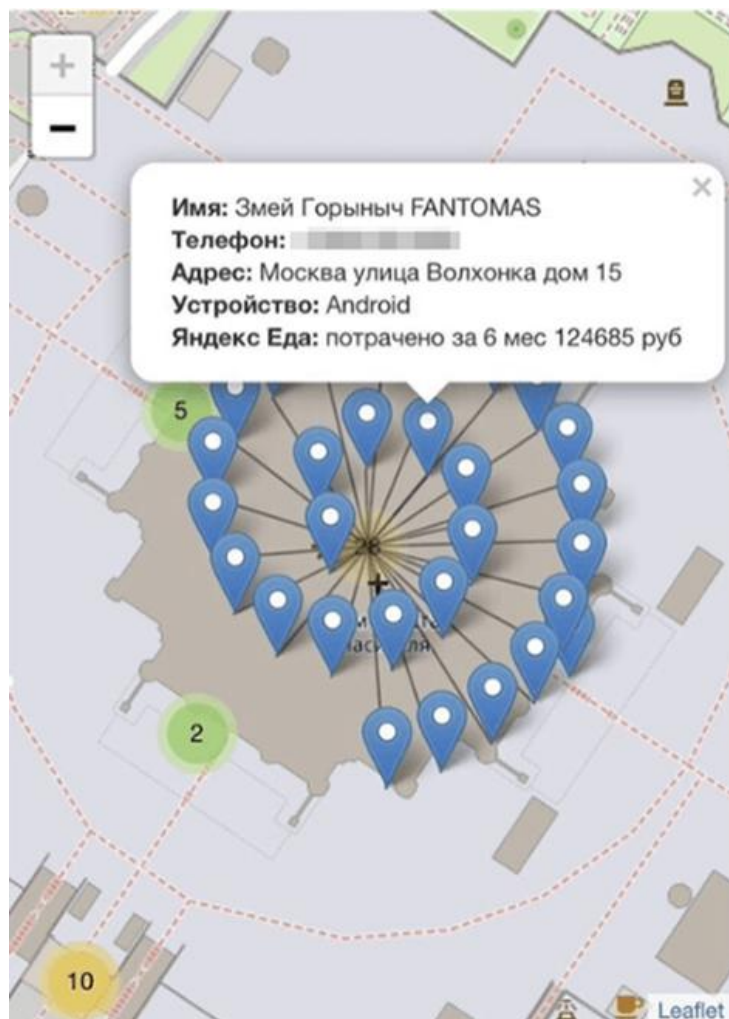 +
−
×
Имя: Змей Горыныч FANTOMAS
Телефон:
Адрес: Москва улица Волхонка дом 15
Устройство: Android
Яндекс Еда: потрачено за 6 мес 124685 руб
5
28
2
10
Leaflet